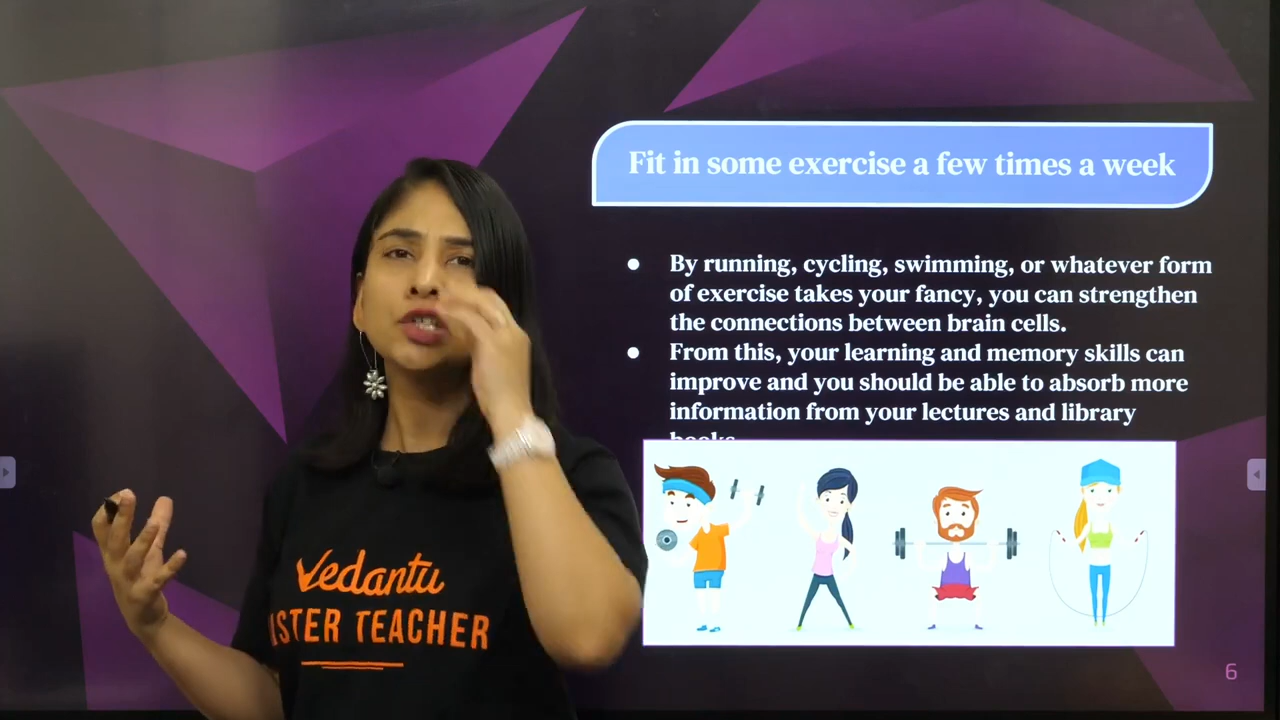 Fit in some exercise a few times a week
● By running, cycling, swimming, or whatever form
of exercise takes your fancy, you can strengthen
the connections between brain cells.
● From this, your learning and memory skills can
improve and you should be able to absorb more
information from your lectures and library
books.
Vedantu
ISTER TEACHER
6